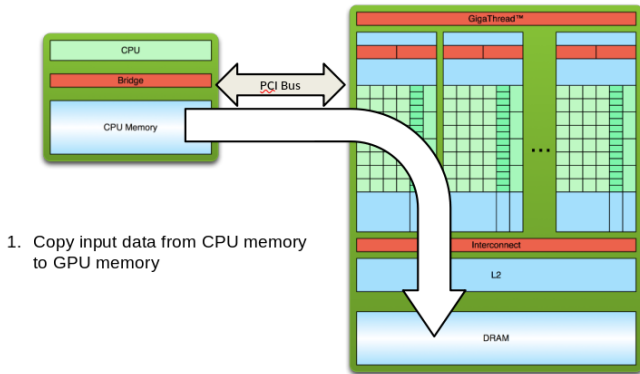 GigaThread™
CPU
Bridge
PCI Bus
CPU Memory
...
1. Copy input data from CPU memory
to GPU memory
Interconnect
L2
DRAM